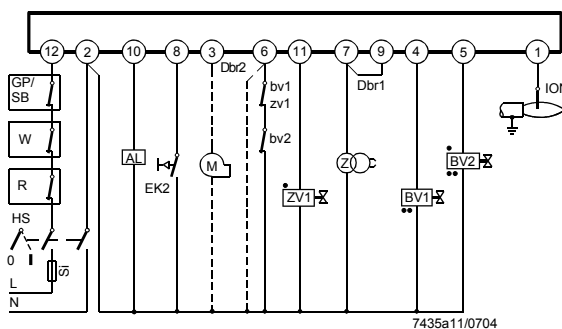 12 2 10 8 3 6 11 7 9 4 5 1
GP/
SB
Dbr2
bv1
zv1
Dbr1
ION
W
bv2
AL
EK2
M
Z
BV2
R
ZV1
BV1
HS
0
Si
L
N
7435a11/0704